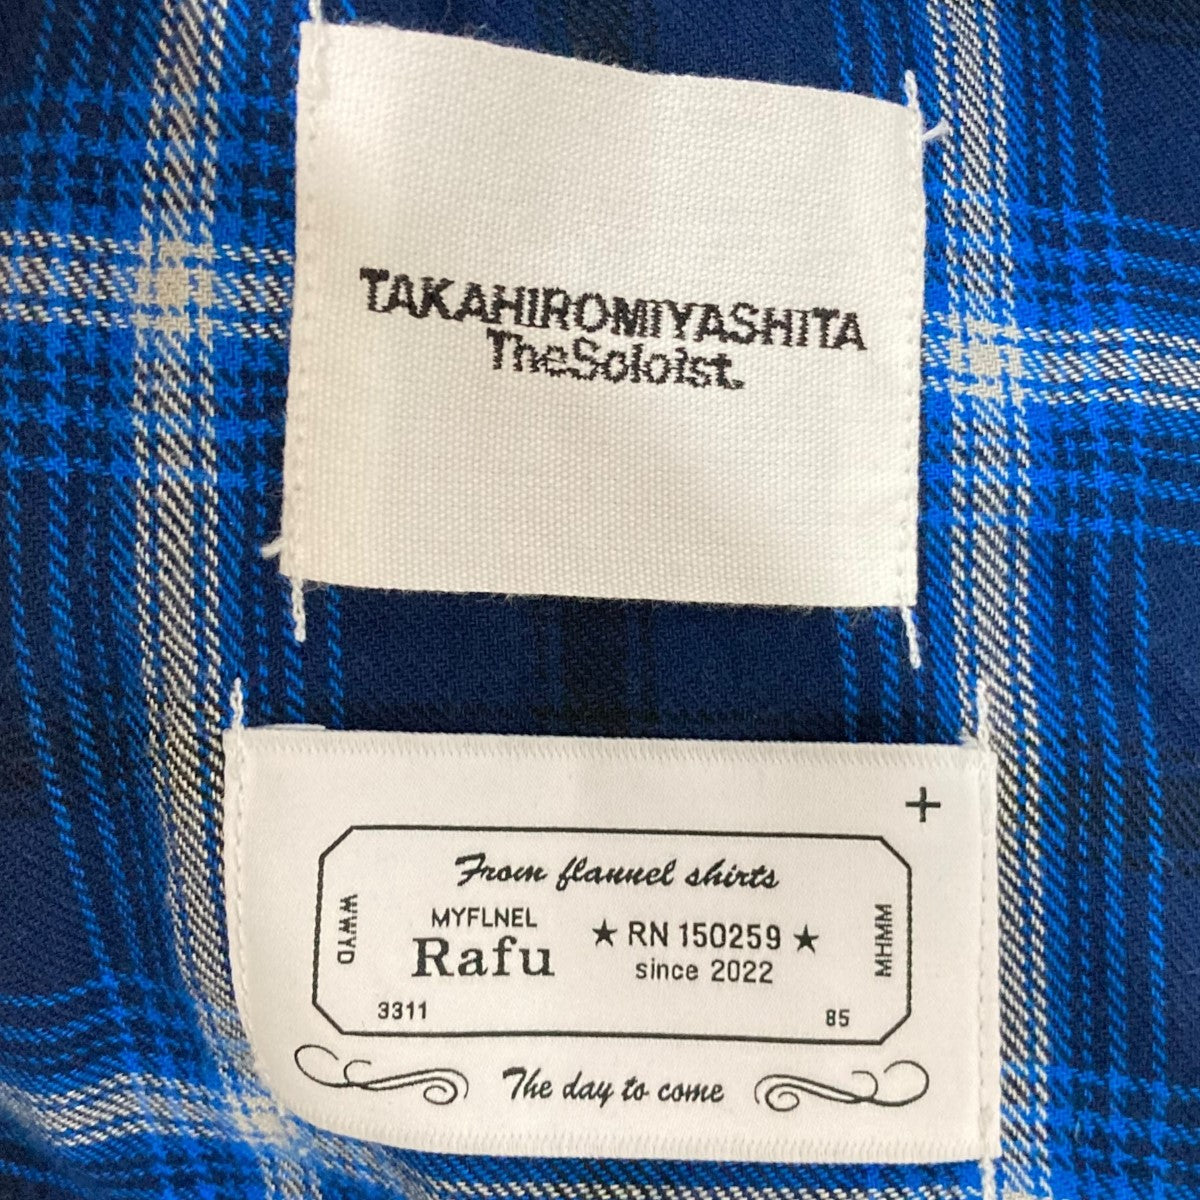 TAKAHIROMIYASHITA
TheSoloist.
+
From flannel shirts
WWYD
MYFLNEL
Rafu
★ RN 150259 ★
since 2022
MHMM
3311
85
The day to come